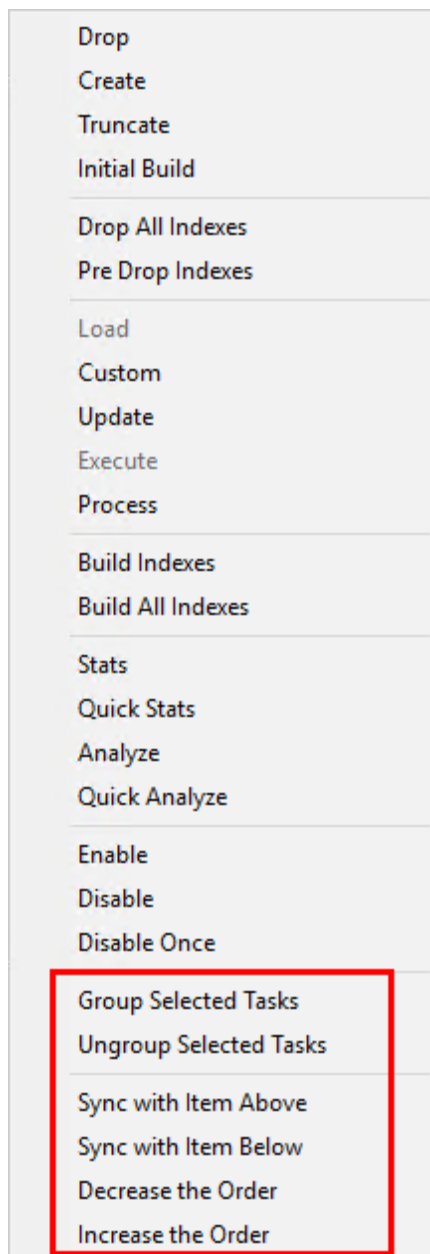 Drop
Create
Truncate
Initial Build
Drop All Indexes
Pre Drop Indexes
Load
Custom
Update
Execute
Process
Build Indexes
Build All Indexes
Stats
Quick Stats
Analyze
Quick Analyze
Enable
Disable
Disable Once
Group Selected Tasks
Ungroup Selected Tasks
Sync with Item Above
Sync with Item Below
Decrease the Order
Increase the Order